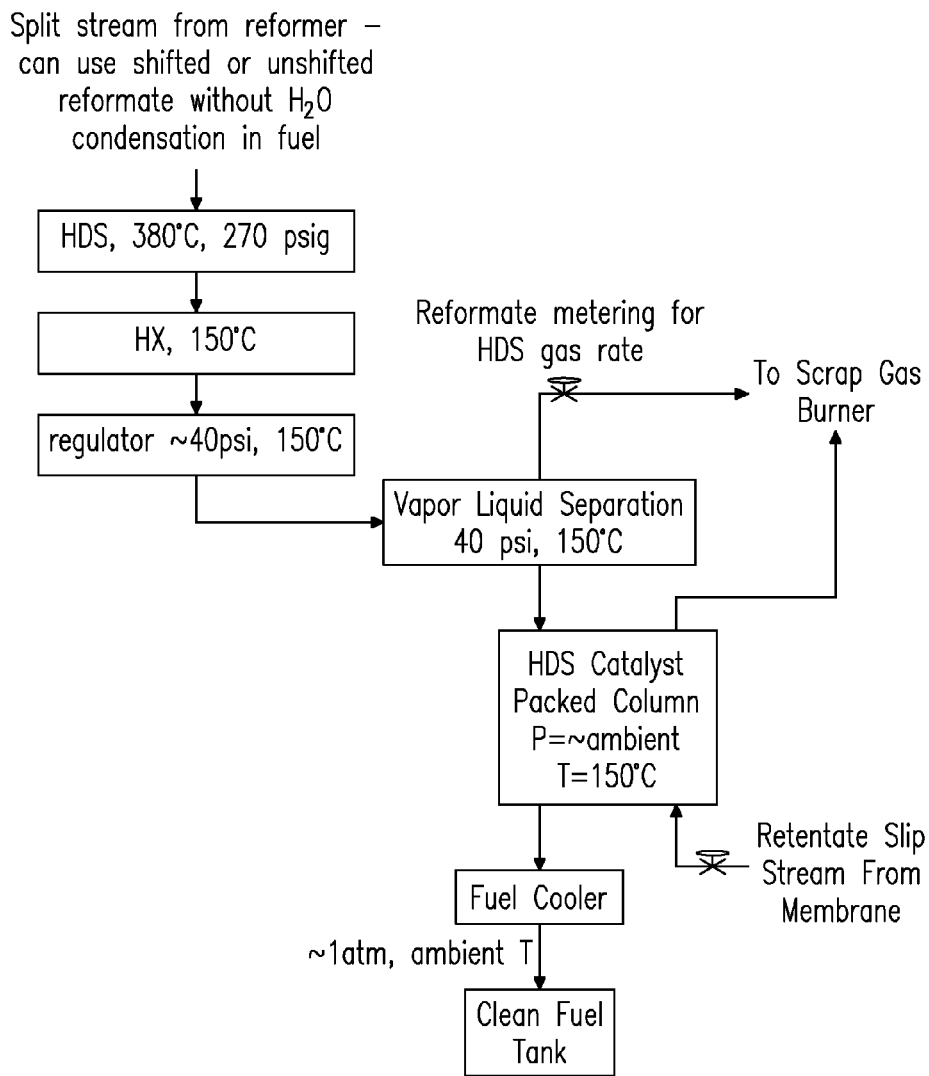 Split stream from reformer –
can use shifted or unshifted
reformate without H₂O
condensation in fuel
HDS, 380°C, 270 psig
HX, 150°C
regulator ~40psi, 150°C
Reformate metering for
HDS gas rate
To Scrap Gas
Burner
Vapor Liquid Separation
40 psi, 150°C
HDS Catalyst
Packed Column
P=~ambient
T=150°C
Retentate Slip
Stream From
Membrane
Fuel Cooler
~1atm, ambient T
Clean Fuel
Tank